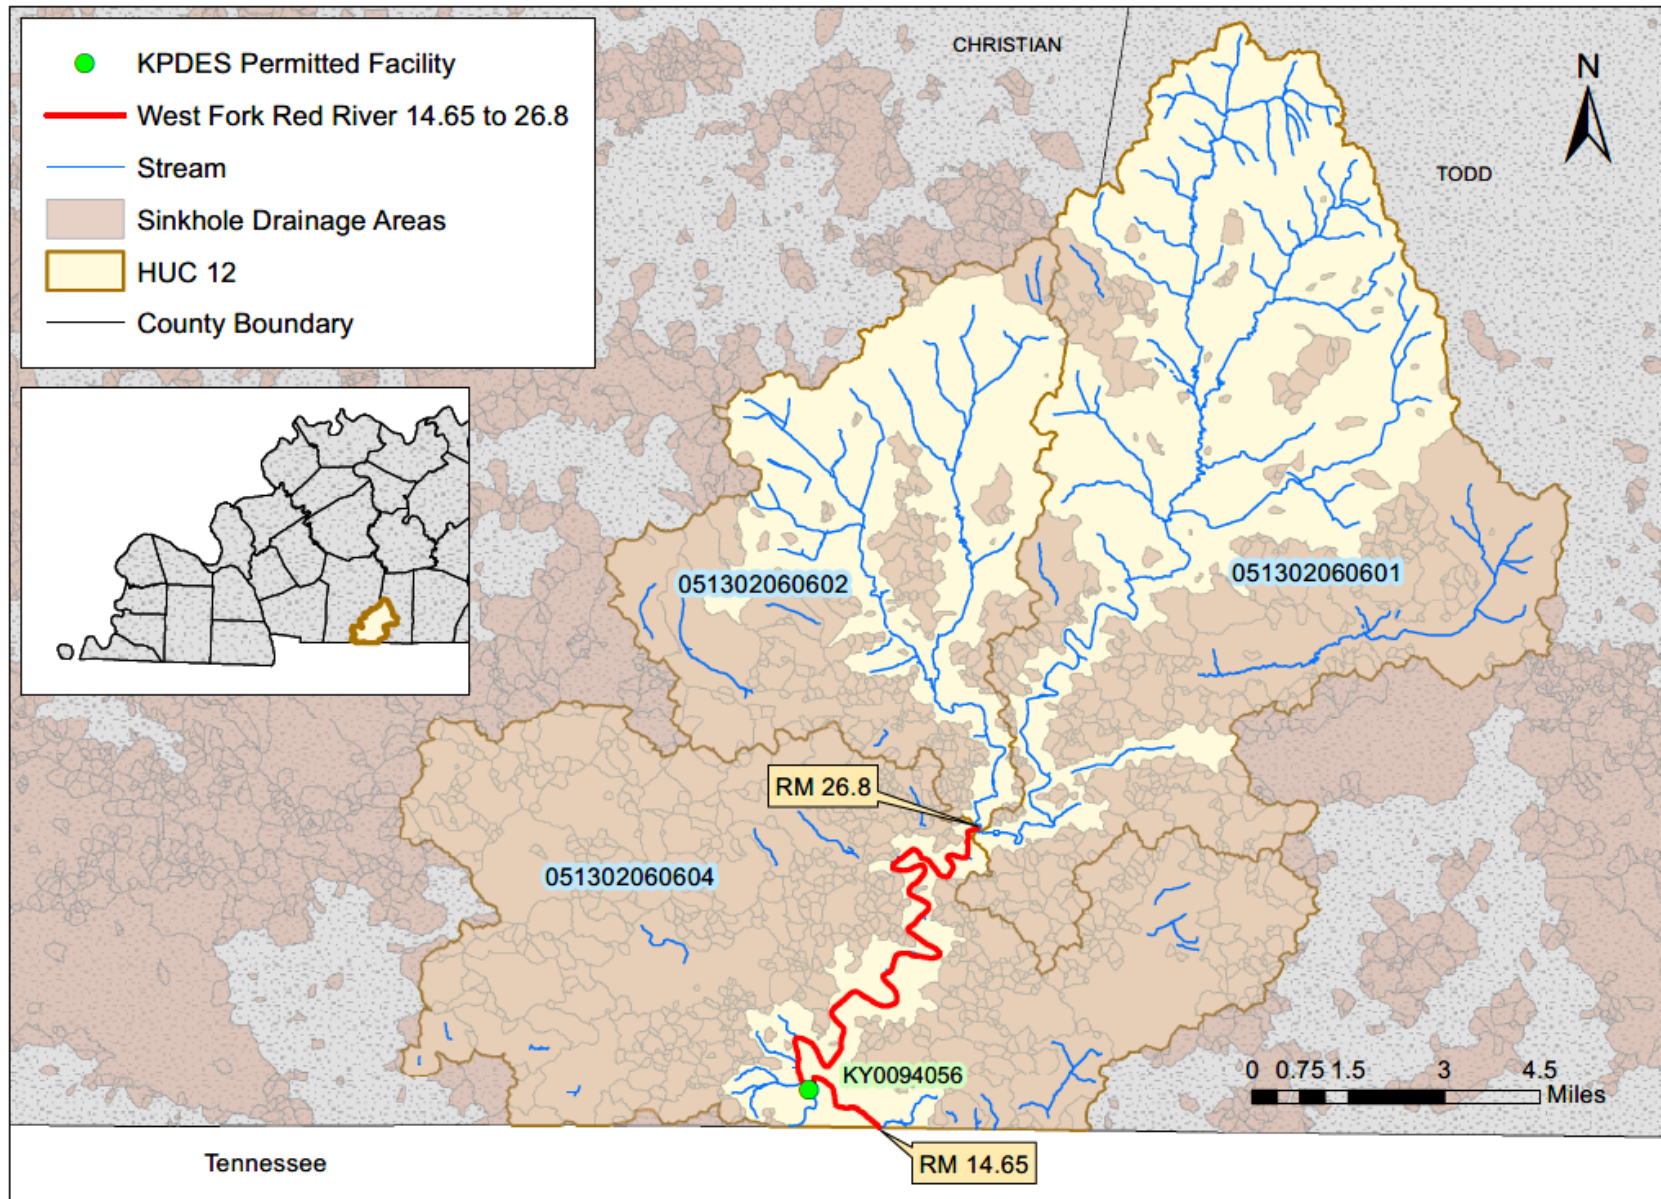 KPDES Permitted Facility
West Fork Red River 14.65 to 26.8
Stream
Sinkhole Drainage Areas
HUC 12
County Boundary
CHRISTIAN
N
TODD
051302060602
051302060601
RM 26.8
051302060604
KY0094056
0 0.75 1.5 3 4.5
Miles
Tennessee
RM 14.65